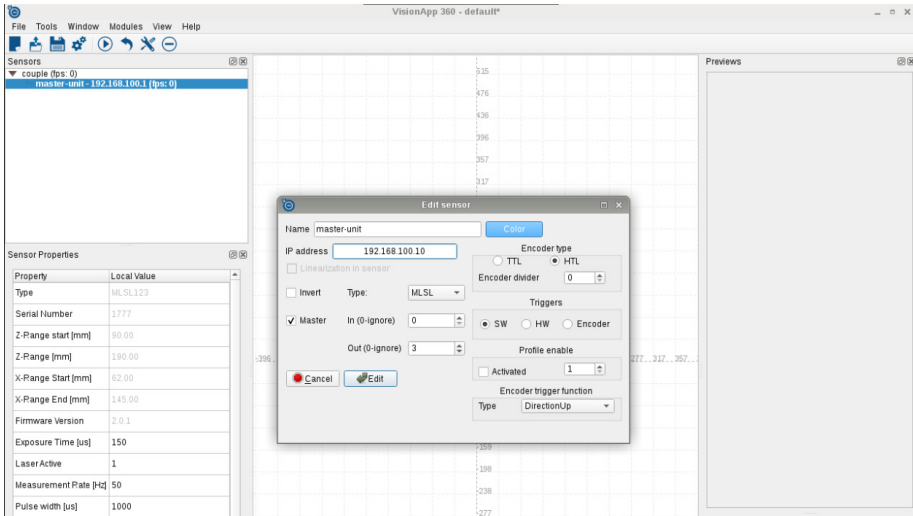 VisionApp 360 - default*
File Tools Window Modules View Help
Sensors
couple (fps: 0)
master-unit - 192.168.100.1 (fps: 0)
Sensor Properties
Property Local Value
Type MLSL123
Serial Number 1777
Z-Range start [mm] 90.00
Z-Range [mm] 190.00
X-Range Start [mm] 62.00
X-Range End [mm] 145.00
Firmware Version 2.0.1
Exposure Time [us] 150
Laser Active 1
Measurement Rate [Hz] 50
Pulse width [us] 1000
515
476
436
396
357
317
-396
277 317 357
-159
-198
-238
-277
Edit sensor
Name master-unit
Color
IP address 192.168.100.10
Linearization in sensor
Invert Type: MLSL
Master In (0-ignore) 0
Out (0-ignore) 3
Cancel Edit
Encoder type
TTL HTL
Encoder divider 0
Triggers
SW HW Encoder
Profile enable
Activated 1
Encoder trigger function
Type DirectionUp
Previews